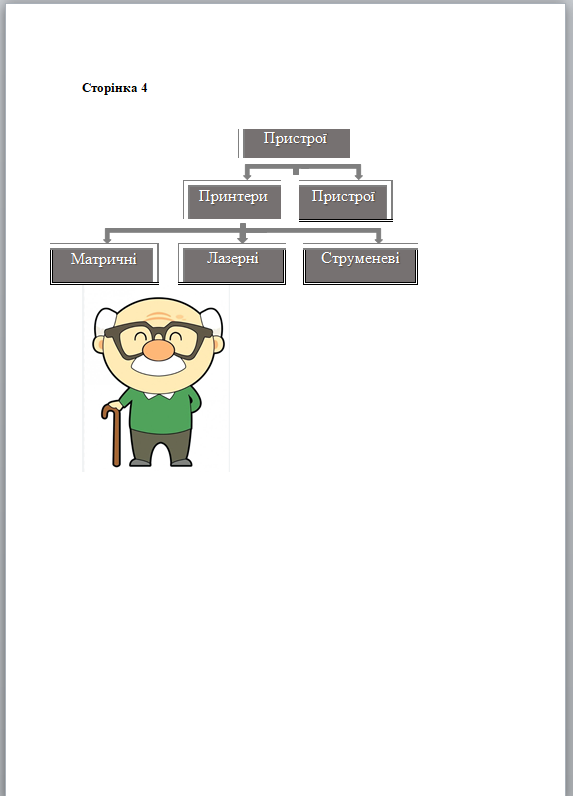 Сторінка 4
Пристрої
Принтери Пристрої
Матричні Лазерні Струменеві